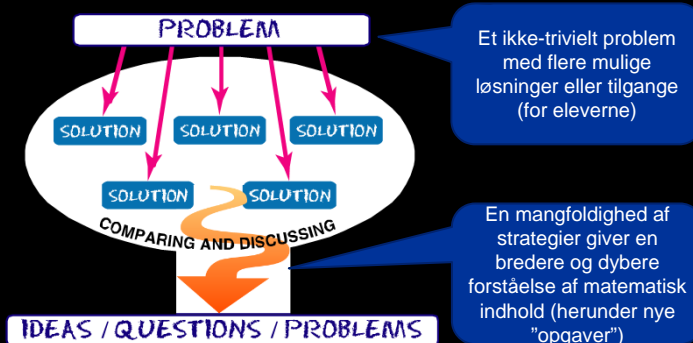 PROBLEM
Et ikke-trivielt problem
med flere mulige
løsninger eller tilgange
(for eleverne)
SOLUTION
SOLUTION
SOLUTION
SOLUTION
SOLUTION
COMPARING AND DISCUSSING
En mangfoldighed af
strategier giver en
bredere og dybere
forståelse af matematisk
indhold (herunder nye
”opgaver”)
IDEAS / QUESTIONS / PROBLEMS